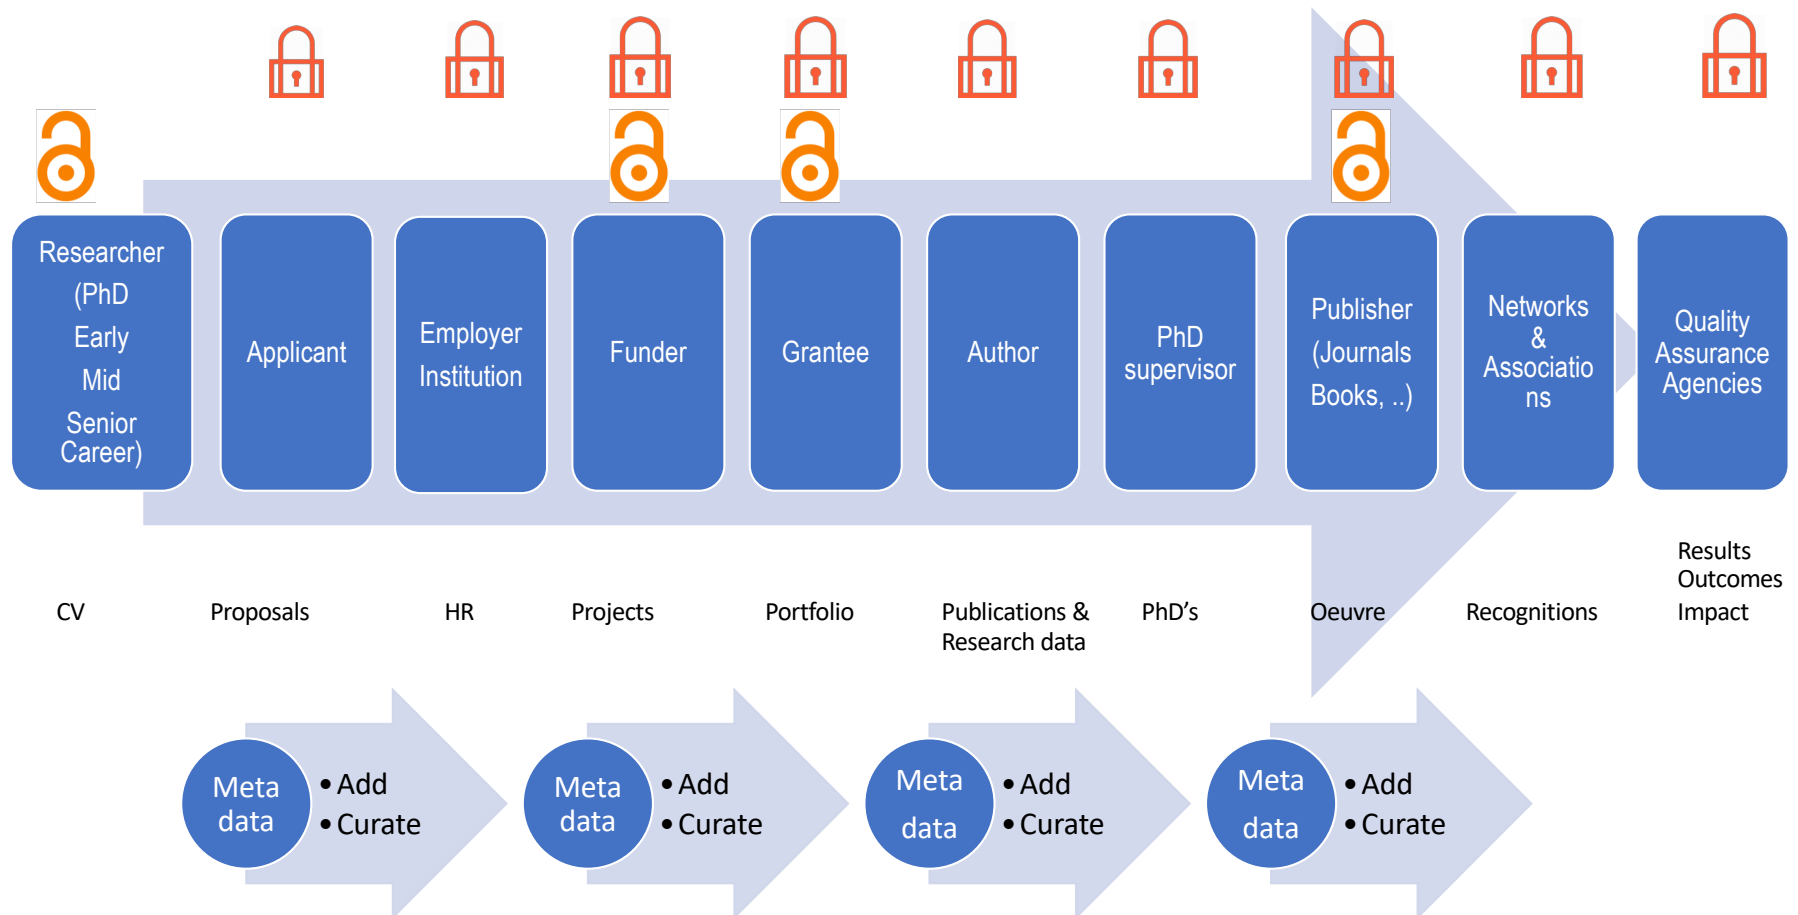 Researcher
(PhD
Early
Mid
Senior
Career)
Applicant
Employer
Institution
Funder
Grantee
Author
PhD
supervisor
Publisher
(Journals
Books, ..)
Networks
&
Associatio
ns
Quality
Assurance
Agencies
CV
Proposals
HR
Projects
Portfolio
Publications &
Research data
PhD's
Oeuvre
Recognitions
Results
Outcomes
Impact
Meta
data
• Add
• Curate
Meta
data
• Add
• Curate
Meta
data
• Add
• Curate
Meta
data
• Add
• Curate